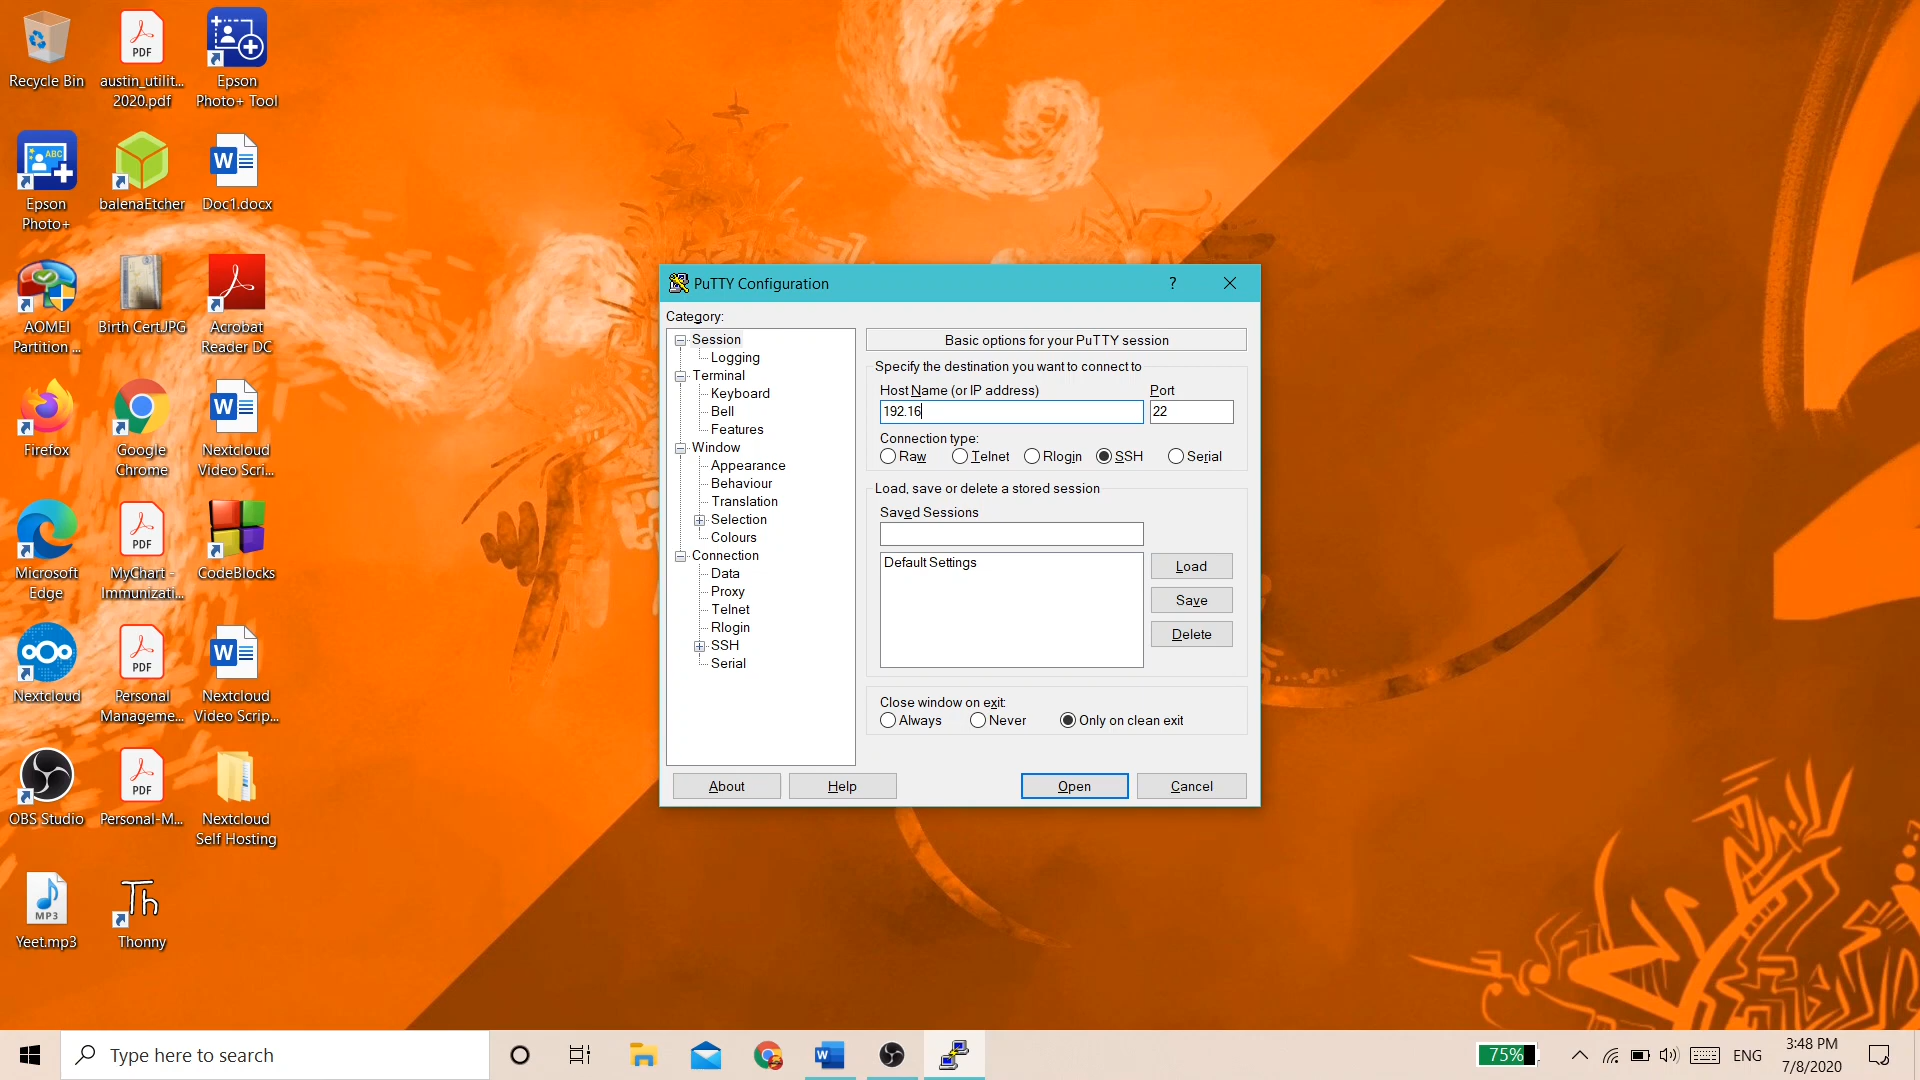 Recycle Bin
austin_utilit...
2020.pdf
Epson
Photo+ Tool
Epson
Photo+
balenaEtcher
Doc1.docx
AOMEI
Partition ...
Birth Cert.JPG
Acrobat
Reader DC
Firefox
Google
Chrome
Nextcloud
Video Scri...
Microsoft
Edge
MyChart -
Immunizati...
CodeBlocks
Nextcloud
Personal
Manageme...
Nextcloud
Video Scrip...
OBS Studio
Personal-M...
Nextcloud
Self Hosting
Yeet.mp3
Thonny
PDF
ABC
W
PDF
MP3
Th
PuTTY Configuration
?
Category:
Session
Logging
Terminal
Keyboard
Bell
Features
Window
Appearance
Behaviour
Translation
Selection
Colours
Connection
Data
Proxy
Telnet
Rlogin
SSH
Serial
Basic options for your PuTTY session
Specify the destination you want to connect to
Host Name (or IP address)
Port
192.16
22
Connection type:
Raw
Telnet
Rlogin
SSH
Serial
Load, save or delete a stored session
Saved Sessions
Default Settings
Load
Save
Delete
Close window on exit:
Always
Never
Only on clean exit
About
Help
Open
Cancel
Type here to search
75%
ENG
3:48 PM
7/8/2020